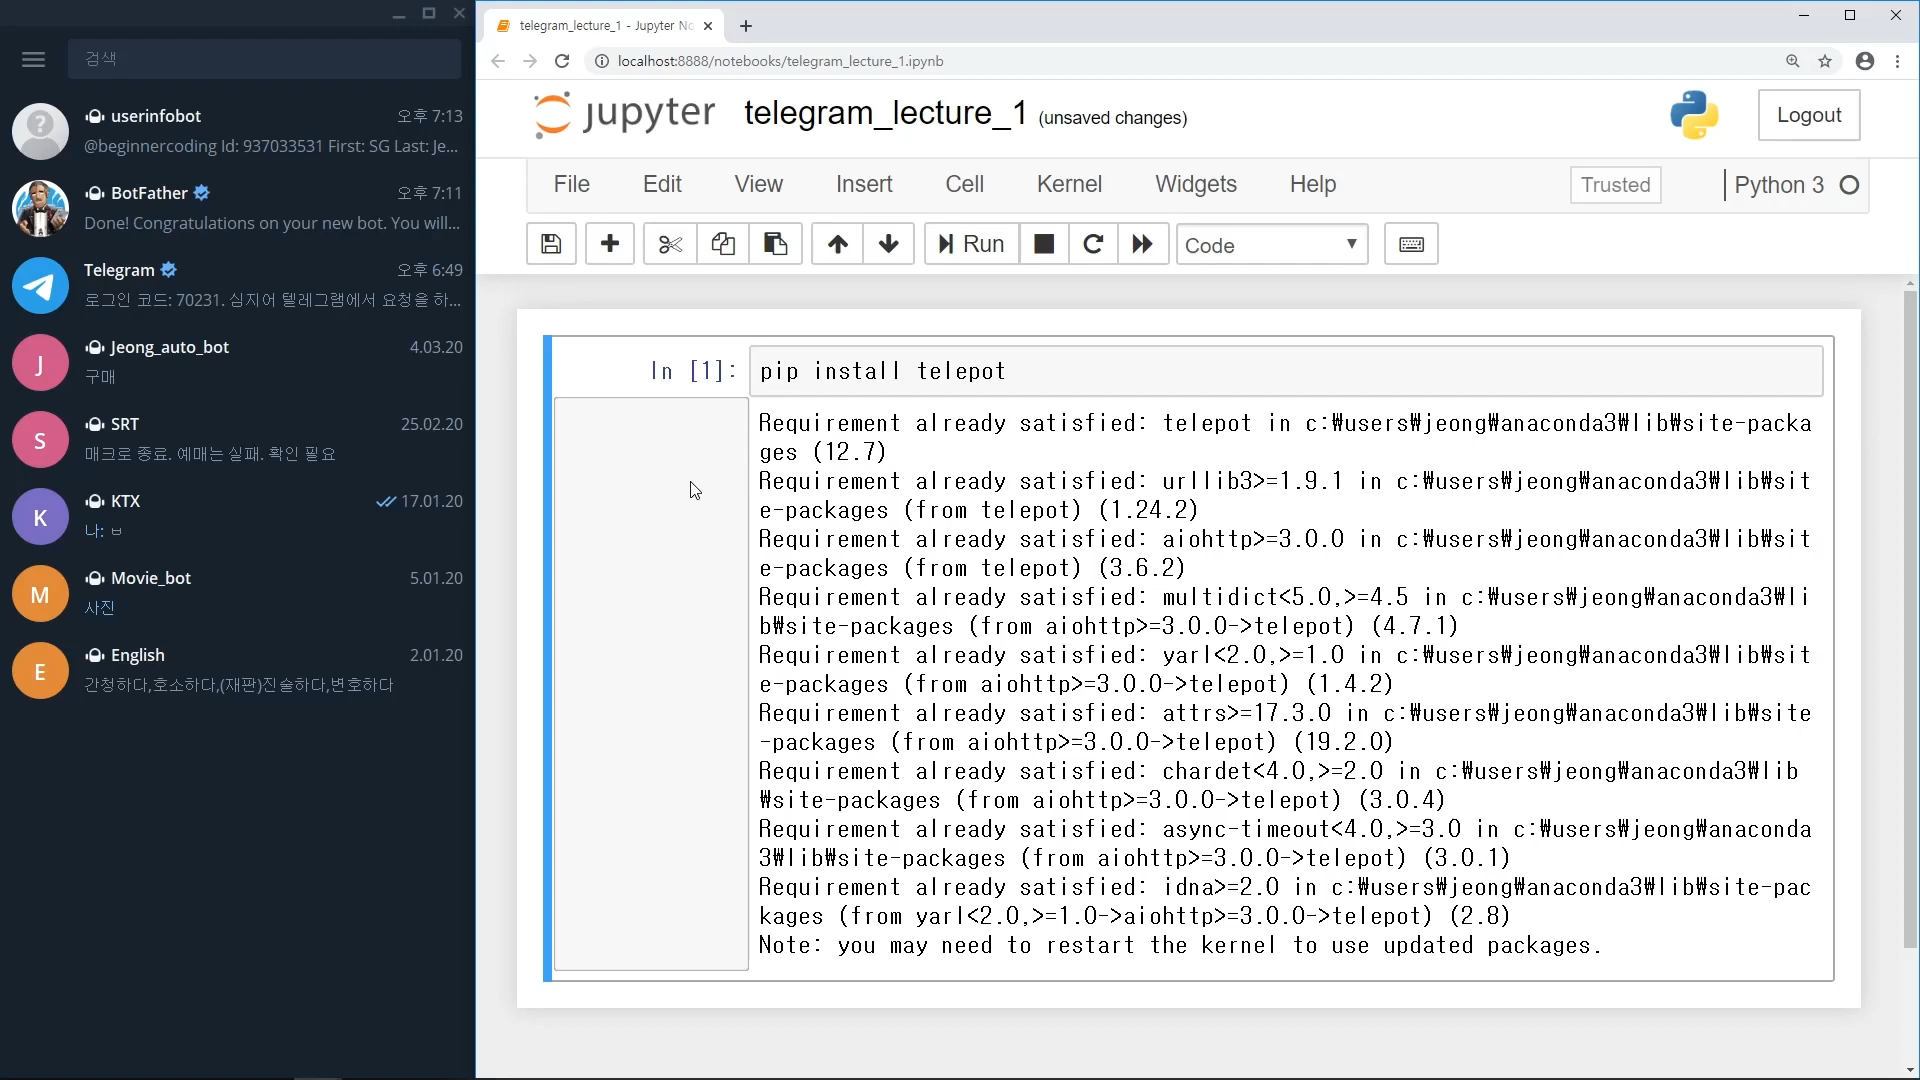 검색
userinfobot 오후 7:13
@beginnercoding Id: 937033531 First: SG Last: Je...
BotFather 오후 7:11
Done! Congratulations on your new bot. You will...
Telegram 오후 6:49
로그인 코드: 70231. 심지어 텔레그램에서 요청을 하...
J
Jeong_auto_bot 4.03.20
구매
S
SRT 25.02.20
매크로 종료. 예매는 실패. 확인 필요
K
KTX 17.01.20
나: ㅂ
M
Movie_bot 5.01.20
사진
E
English 2.01.20
간청하다,호소하다,(재판)진술하다,변호하다
telegram_lecture_1 - Jupyter No
localhost:8888/notebooks/telegram_lecture_1.ipynb
jupyter telegram_lecture_1 (unsaved changes)
Logout
File Edit View Insert Cell Kernel Widgets Help Trusted Python 3
Run Code
In [1]: pip install telepot
Requirement already satisfied: telepot in c:₩users₩jeong₩anaconda3₩lib₩site-packa
ges (12.7)
Requirement already satisfied: urllib3>=1.9.1 in c:₩users₩jeong₩anaconda3₩lib₩sit
e-packages (from telepot) (1.24.2)
Requirement already satisfied: aiohttp>=3.0.0 in c:₩users₩jeong₩anaconda3₩lib₩sit
e-packages (from telepot) (3.6.2)
Requirement already satisfied: multidict<5.0,>=4.5 in c:₩users₩jeong₩anaconda3₩li
b₩site-packages (from aiohttp>=3.0.0->telepot) (4.7.1)
Requirement already satisfied: yarl<2.0,>=1.0 in c:₩users₩jeong₩anaconda3₩lib₩sit
e-packages (from aiohttp>=3.0.0->telepot) (1.4.2)
Requirement already satisfied: attrs>=17.3.0 in c:₩users₩jeong₩anaconda3₩lib₩site
-packages (from aiohttp>=3.0.0->telepot) (19.2.0)
Requirement already satisfied: chardet<4.0,>=2.0 in c:₩users₩jeong₩anaconda3₩lib
₩site-packages (from aiohttp>=3.0.0->telepot) (3.0.4)
Requirement already satisfied: async-timeout<4.0,>=3.0 in c:₩users₩jeong₩anaconda
3₩lib₩site-packages (from aiohttp>=3.0.0->telepot) (3.0.1)
Requirement already satisfied: idna>=2.0 in c:₩users₩jeong₩anaconda3₩lib₩site-pac
kages (from yarl<2.0,>=1.0->aiohttp>=3.0.0->telepot) (2.8)
Note: you may need to restart the kernel to use updated packages.